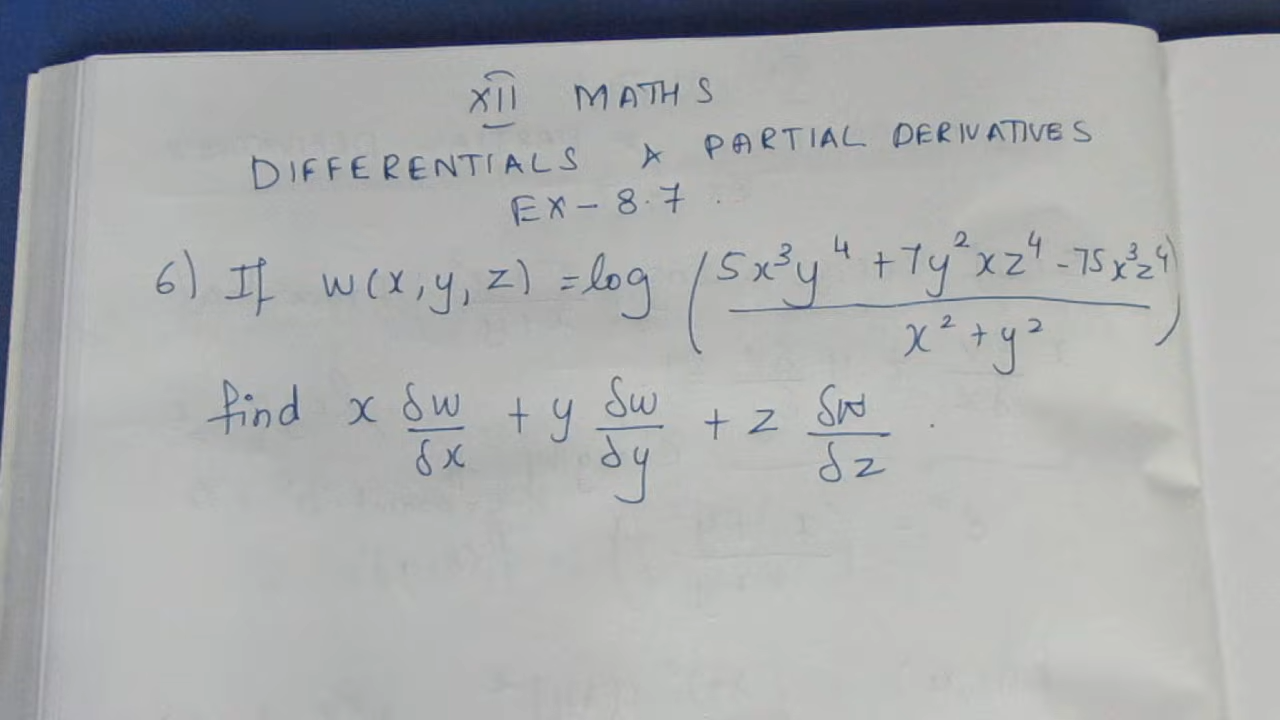 XII MATHS
DIFFERENTIALS & PARTIAL DERIVATIVES
EX - 8.7
6) If w(x, y, z) = log ( (5x³y⁴ + 7y²xz⁴ - 75x³z⁴) / (x² + y²) )
find x δw/δx + y δw/δy + z δw/δz .